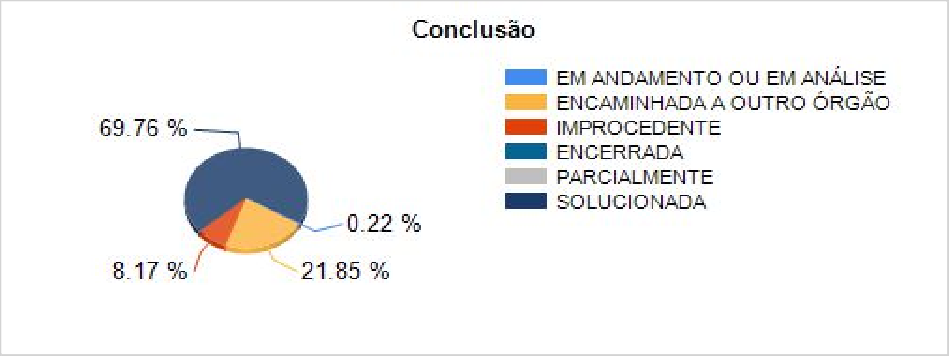 Conclusão
EM ANDAMENTO OU EM ANÁLISE
ENCAMINHADA A OUTRO ÓRGÃO
IMPROCEDENTE
ENCERRADA
PARCIALMENTE
SOLUCIONADA
69.76 %
0.22 %
8.17 %
21.85 %